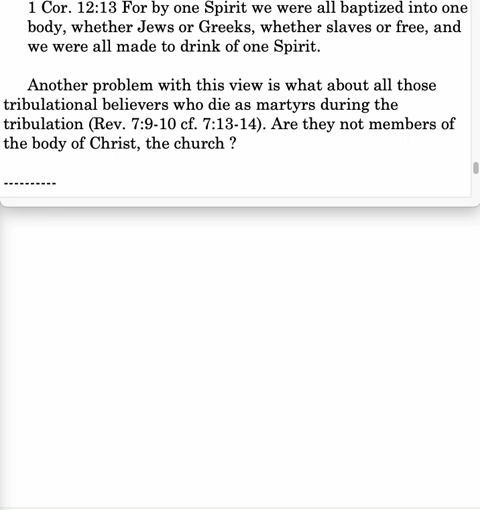 1 Cor. 12:13 For by one Spirit we were all baptized into one
body, whether Jews or Greeks, whether slaves or free, and
we were all made to drink of one Spirit.
Another problem with this view is what about all those
tribulational believers who die as martyrs during the
tribulation (Rev. 7:9-10 cf. 7:13-14). Are they not members of
the body of Christ, the church ?
----------